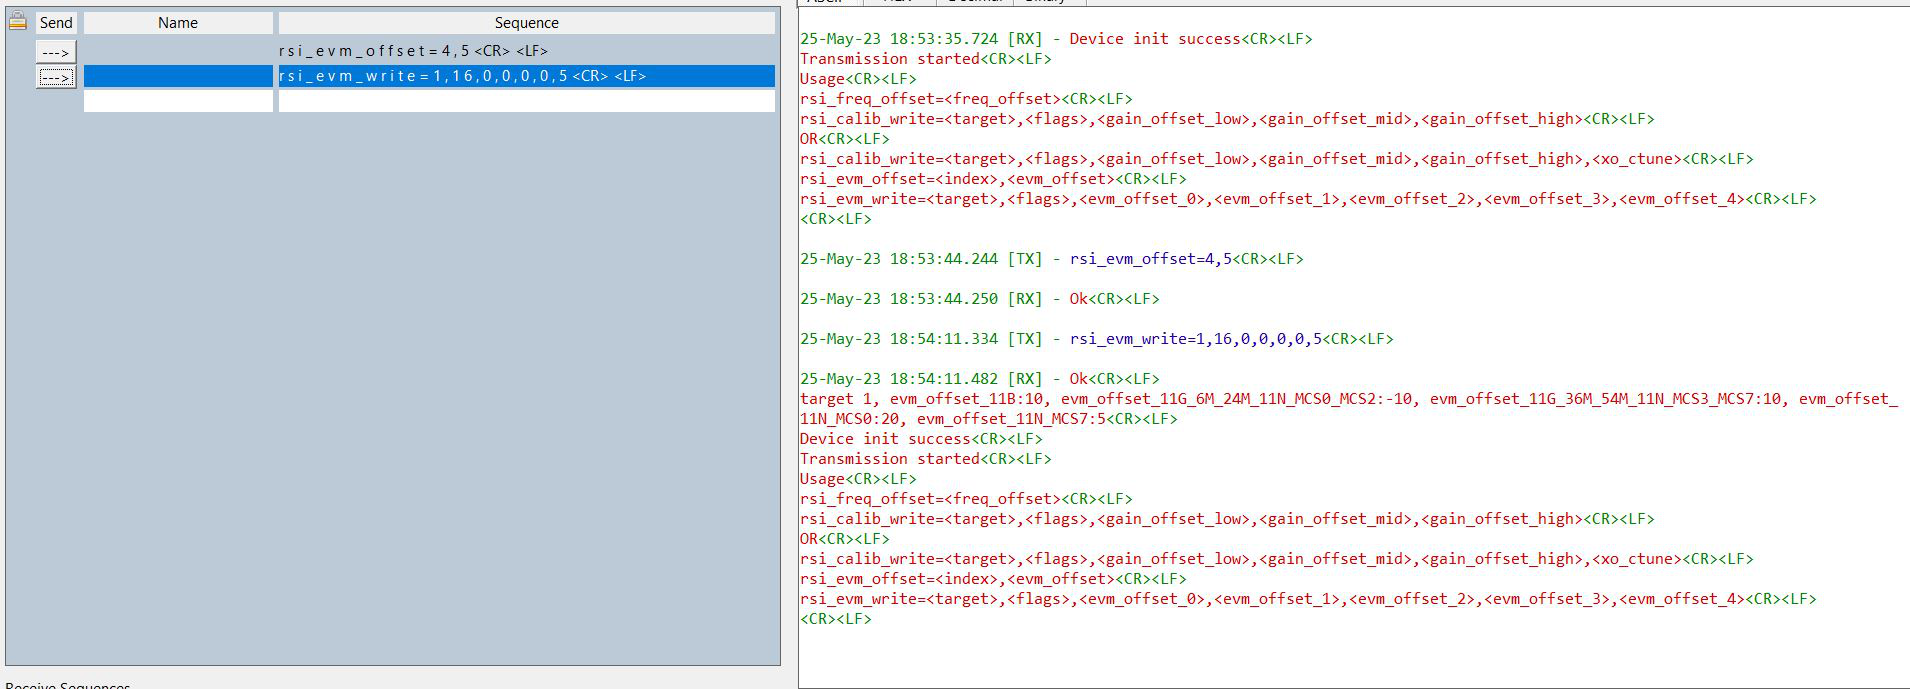 Send Name Sequence
---> rsi_evm_offset=4,5<CR><LF>
---> rsi_evm_write=1,16,0,0,0,0,5<CR><LF>
Receive Sequences
25-May-23 18:53:35.724 [RX] - Device init success<CR><LF>
Transmission started<CR><LF>
Usage<CR><LF>
rsi_freq_offset=<freq_offset><CR><LF>
rsi_calib_write=<target>,<flags>,<gain_offset_low>,<gain_offset_mid>,<gain_offset_high><CR><LF>
OR<CR><LF>
rsi_calib_write=<target>,<flags>,<gain_offset_low>,<gain_offset_mid>,<gain_offset_high>,<xo_ctune><CR><LF>
rsi_evm_offset=<index>,<evm_offset><CR><LF>
rsi_evm_write=<target>,<flags>,<evm_offset_0>,<evm_offset_1>,<evm_offset_2>,<evm_offset_3>,<evm_offset_4><CR><LF>
<CR><LF>
25-May-23 18:53:44.244 [TX] - rsi_evm_offset=4,5<CR><LF>
25-May-23 18:53:44.250 [RX] - Ok<CR><LF>
25-May-23 18:54:11.334 [TX] - rsi_evm_write=1,16,0,0,0,0,5<CR><LF>
25-May-23 18:54:11.482 [RX] - Ok<CR><LF>
target 1, evm_offset_11B:10, evm_offset_11G_6M_24M_11N_MCS0_MCS2:-10, evm_offset_11G_36M_54M_11N_MCS3_MCS7:10, evm_offset_
11N_MCS0:20, evm_offset_11N_MCS7:5<CR><LF>
Device init success<CR><LF>
Transmission started<CR><LF>
Usage<CR><LF>
rsi_freq_offset=<freq_offset><CR><LF>
rsi_calib_write=<target>,<flags>,<gain_offset_low>,<gain_offset_mid>,<gain_offset_high><CR><LF>
OR<CR><LF>
rsi_calib_write=<target>,<flags>,<gain_offset_low>,<gain_offset_mid>,<gain_offset_high>,<xo_ctune><CR><LF>
rsi_evm_offset=<index>,<evm_offset><CR><LF>
rsi_evm_write=<target>,<flags>,<evm_offset_0>,<evm_offset_1>,<evm_offset_2>,<evm_offset_3>,<evm_offset_4><CR><LF>
<CR><LF>